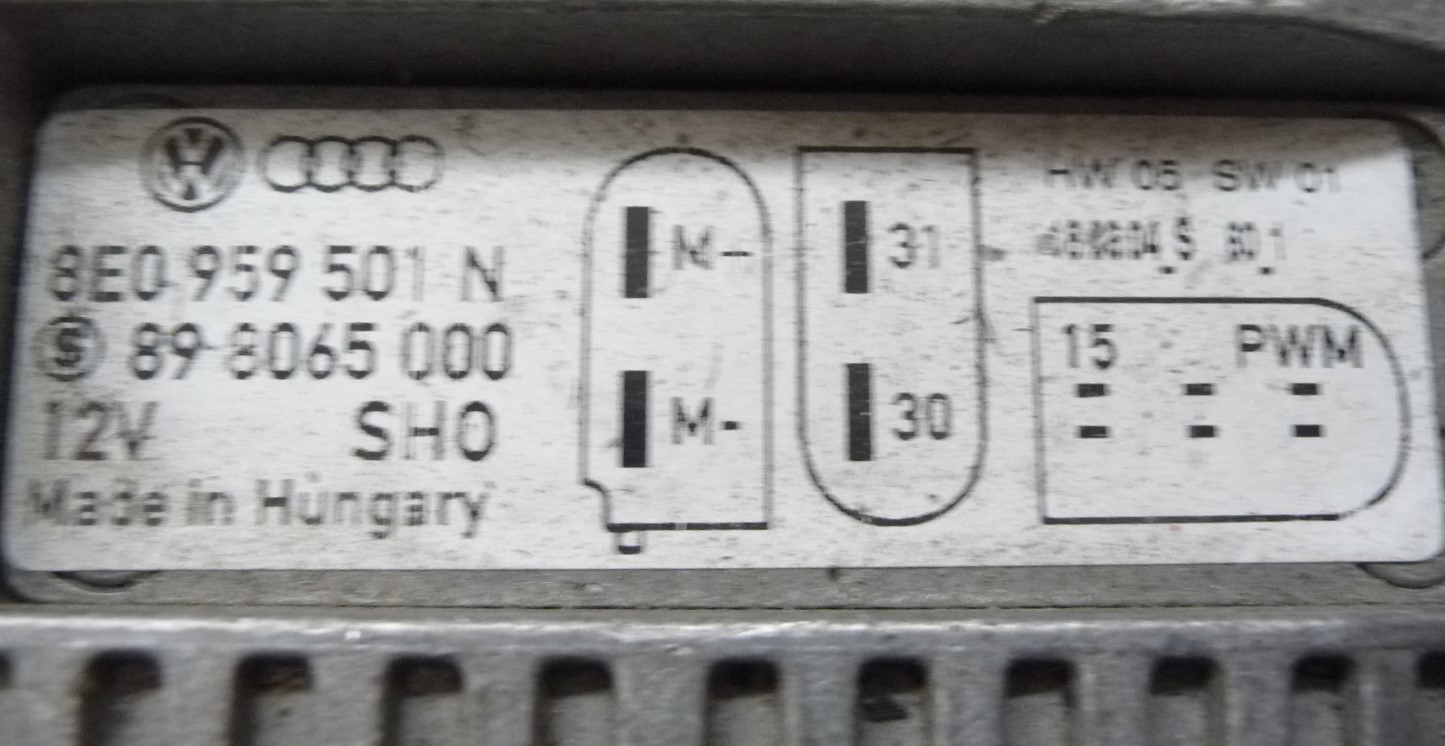 8E0 959 501 N
S 89 8065 000
12V SHO
Made in Hungary
M-
M-
31
30
HW 05 SW 01
15 PWM